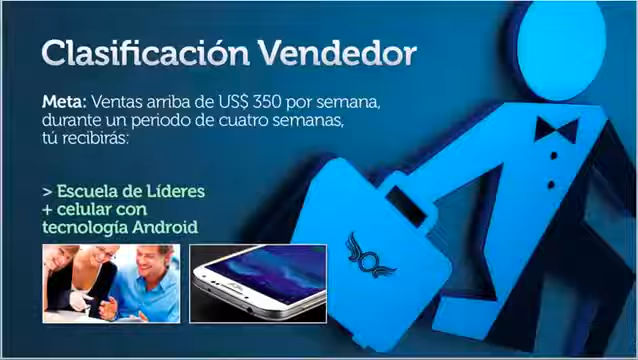 Clasificación Vendedor
Meta: Ventas arriba de US$ 350 por semana,
durante un periodo de cuatro semanas,
tú recibirás:
> Escuela de Líderes
+ celular con
tecnología Android